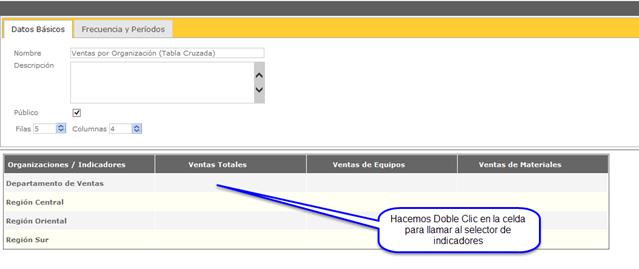 Datos Básicos Frecuencia y Períodos
Nombre Ventas por Organización (Tabla Cruzada)
Descripción
Público
Filas 5 Columnas 4
Organizaciones / Indicadores Ventas Totales Ventas de Equipos Ventas de Materiales
Departamento de Ventas
Región Central
Región Oriental
Región Sur
Hacemos Doble Clic en la celda
para llamar al selector de
indicadores